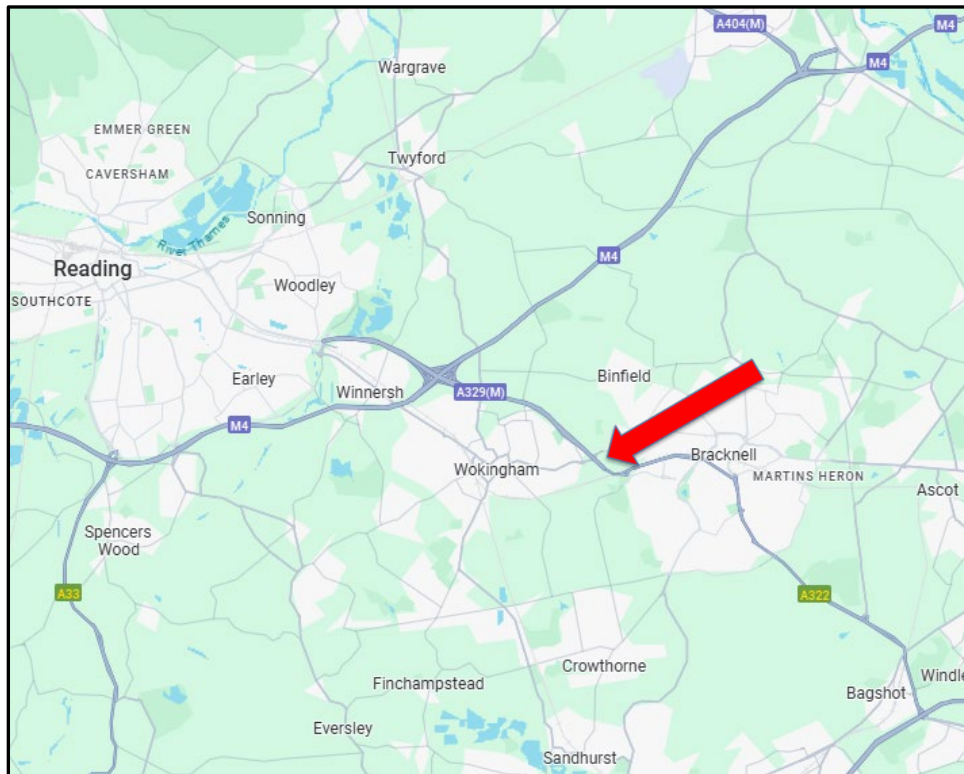 A404(M)
M4
M4
Wargrave
EMMER GREEN
Twyford
CAVERSHAM
Sonning
River Thames
M4
Reading
Woodley
SOUTHCOTE
Binfield
Earley
Winnersh
A329(M)
M4
Wokingham
Bracknell
MARTINS HERON
Ascot
Spencers
Wood
A33
A322
Crowthorne
Finchampstead
Bagshot
Windle
Eversley
Sandhurst